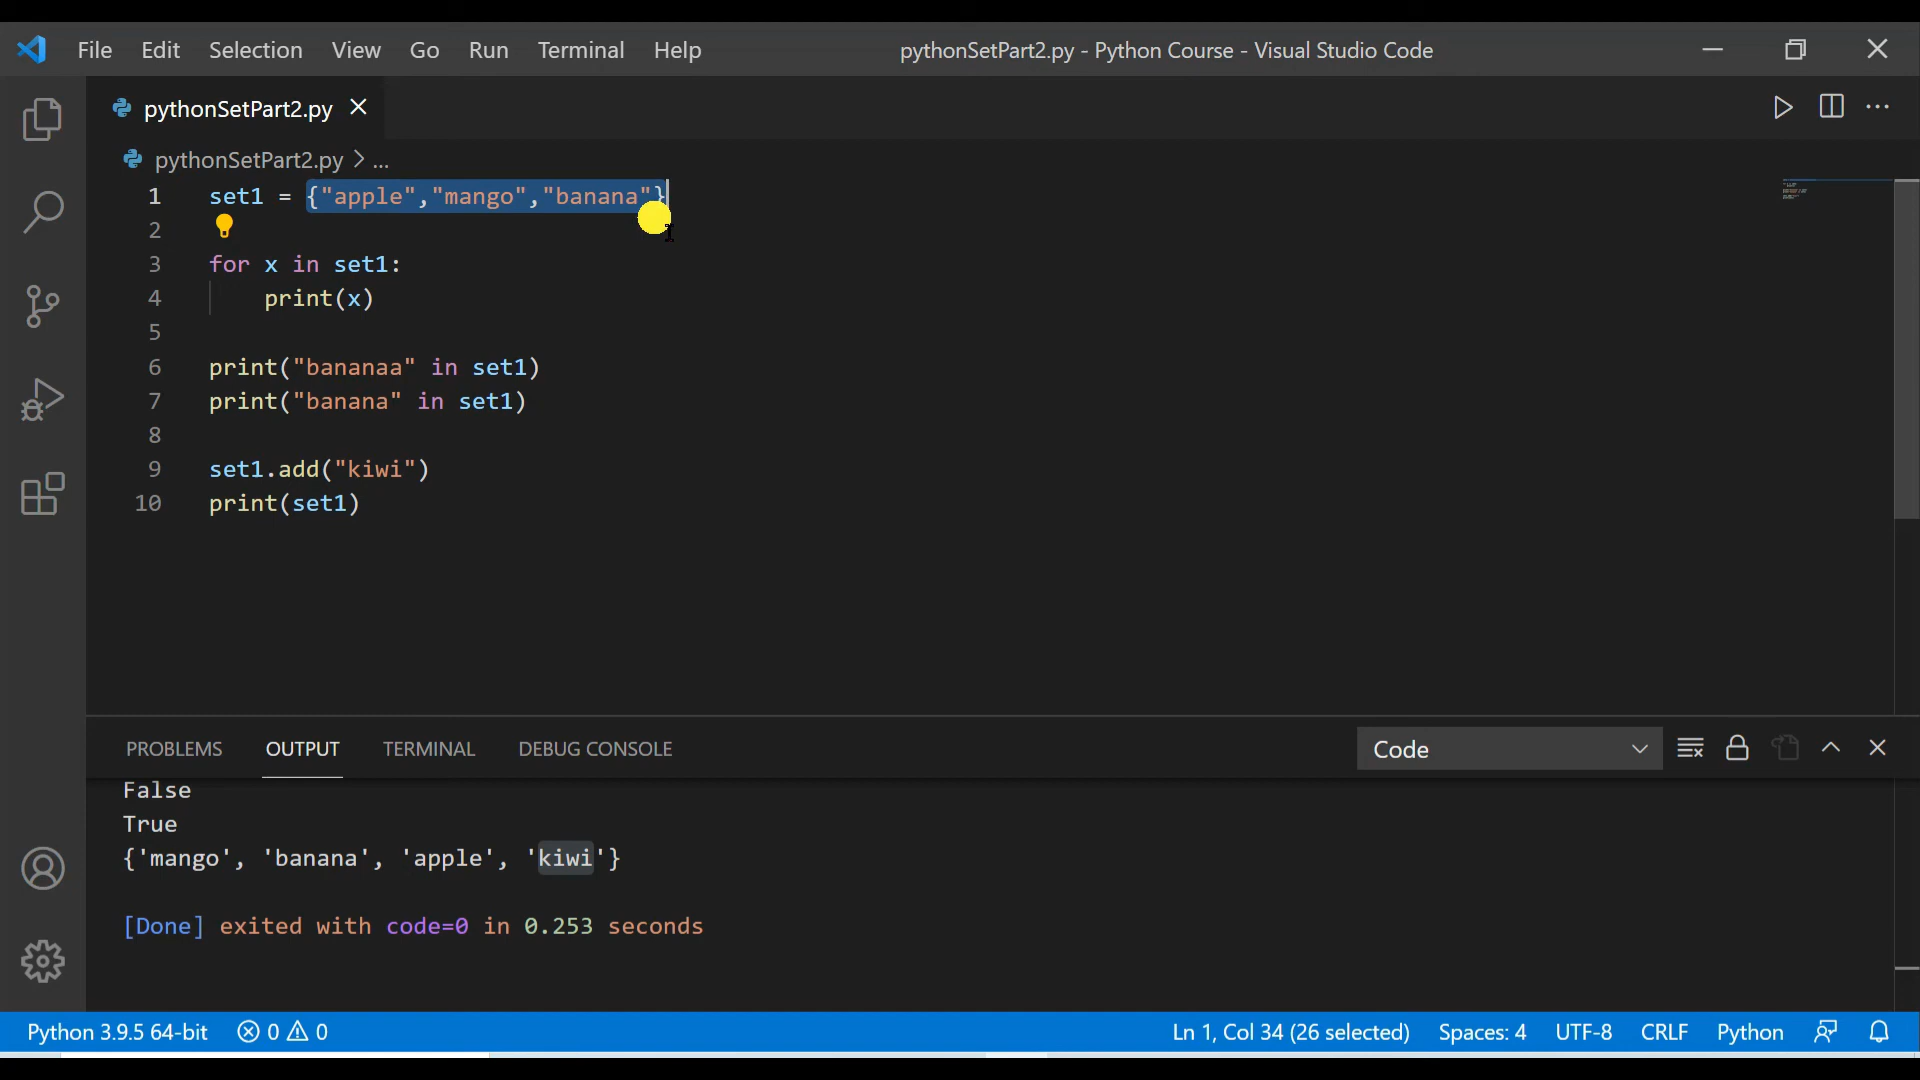 File Edit Selection View Go Run Terminal Help pythonSetPart2.py - Python Course - Visual Studio Code
pythonSetPart2.py
pythonSetPart2.py > ...
1 set1 = {"apple","mango","banana"}
2
3 for x in set1:
4 print(x)
5
6 print("bananaa" in set1)
7 print("banana" in set1)
8
9 set1.add("kiwi")
10 print(set1)
PROBLEMS OUTPUT TERMINAL DEBUG CONSOLE Code
False
True
{'mango', 'banana', 'apple', 'kiwi'}
[Done] exited with code=0 in 0.253 seconds
Python 3.9.5 64-bit 0 0 Ln 1, Col 34 (26 selected) Spaces: 4 UTF-8 CRLF Python